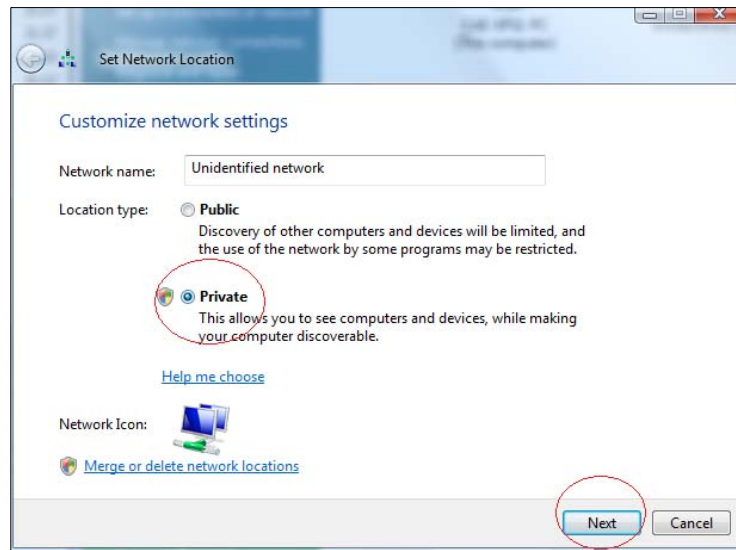 Set Network Location
Customize network settings
Network name:
Unidentified network
Location type:
Public
Discovery of other computers and devices will be limited, and
the use of the network by some programs may be restricted.
Private
This allows you to see computers and devices, while making
your computer discoverable.
Help me choose
Network Icon:
Merge or delete network locations
Next
Cancel